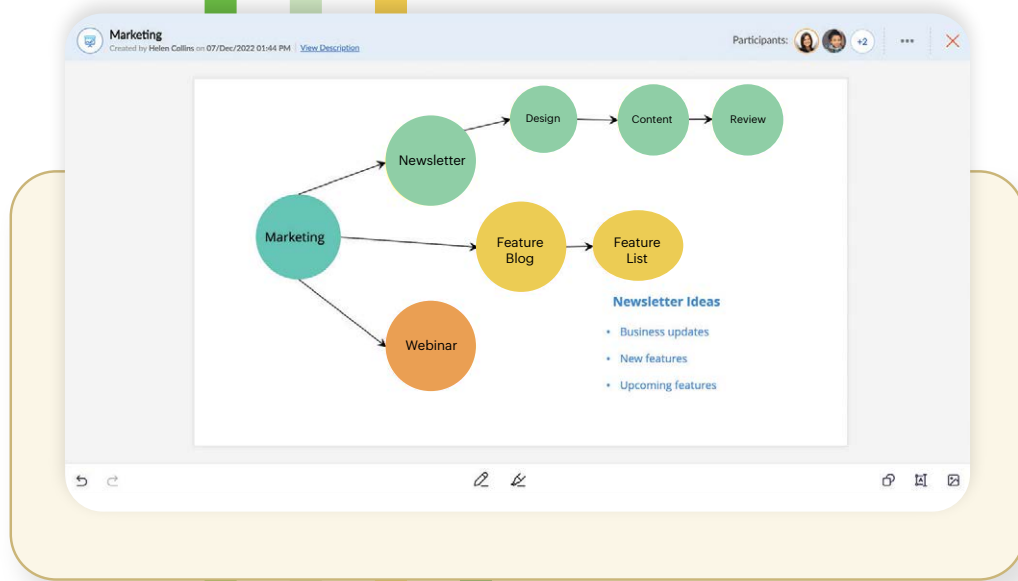 Marketing
Created by Helen Collins on 07/Dec/2022 01:44 PM | View Description
Participants:
+2
Design
Content
Review
Newsletter
Marketing
Feature
Blog
Feature
List
Newsletter Ideas
• Business updates
• New features
• Upcoming features
Webinar
A